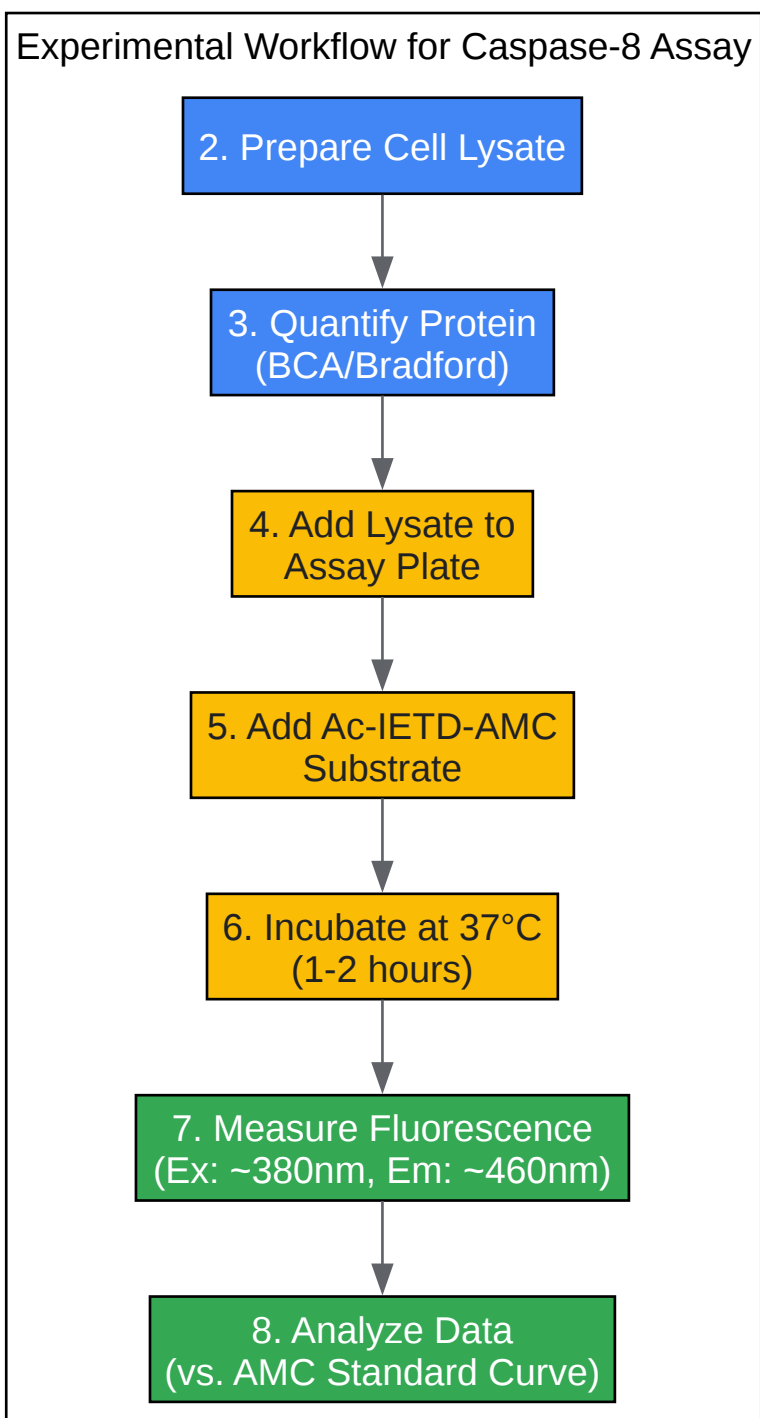 Experimental Workflow for Caspase-8 Assay
2. Prepare Cell Lysate
3. Quantify Protein
(BCA/Bradford)
4. Add Lysate to
Assay Plate
5. Add Ac-IETD-AMC
Substrate
6. Incubate at 37°C
(1-2 hours)
7. Measure Fluorescence
(Ex: ~380nm, Em: ~460nm)
8. Analyze Data
(vs. AMC Standard Curve)